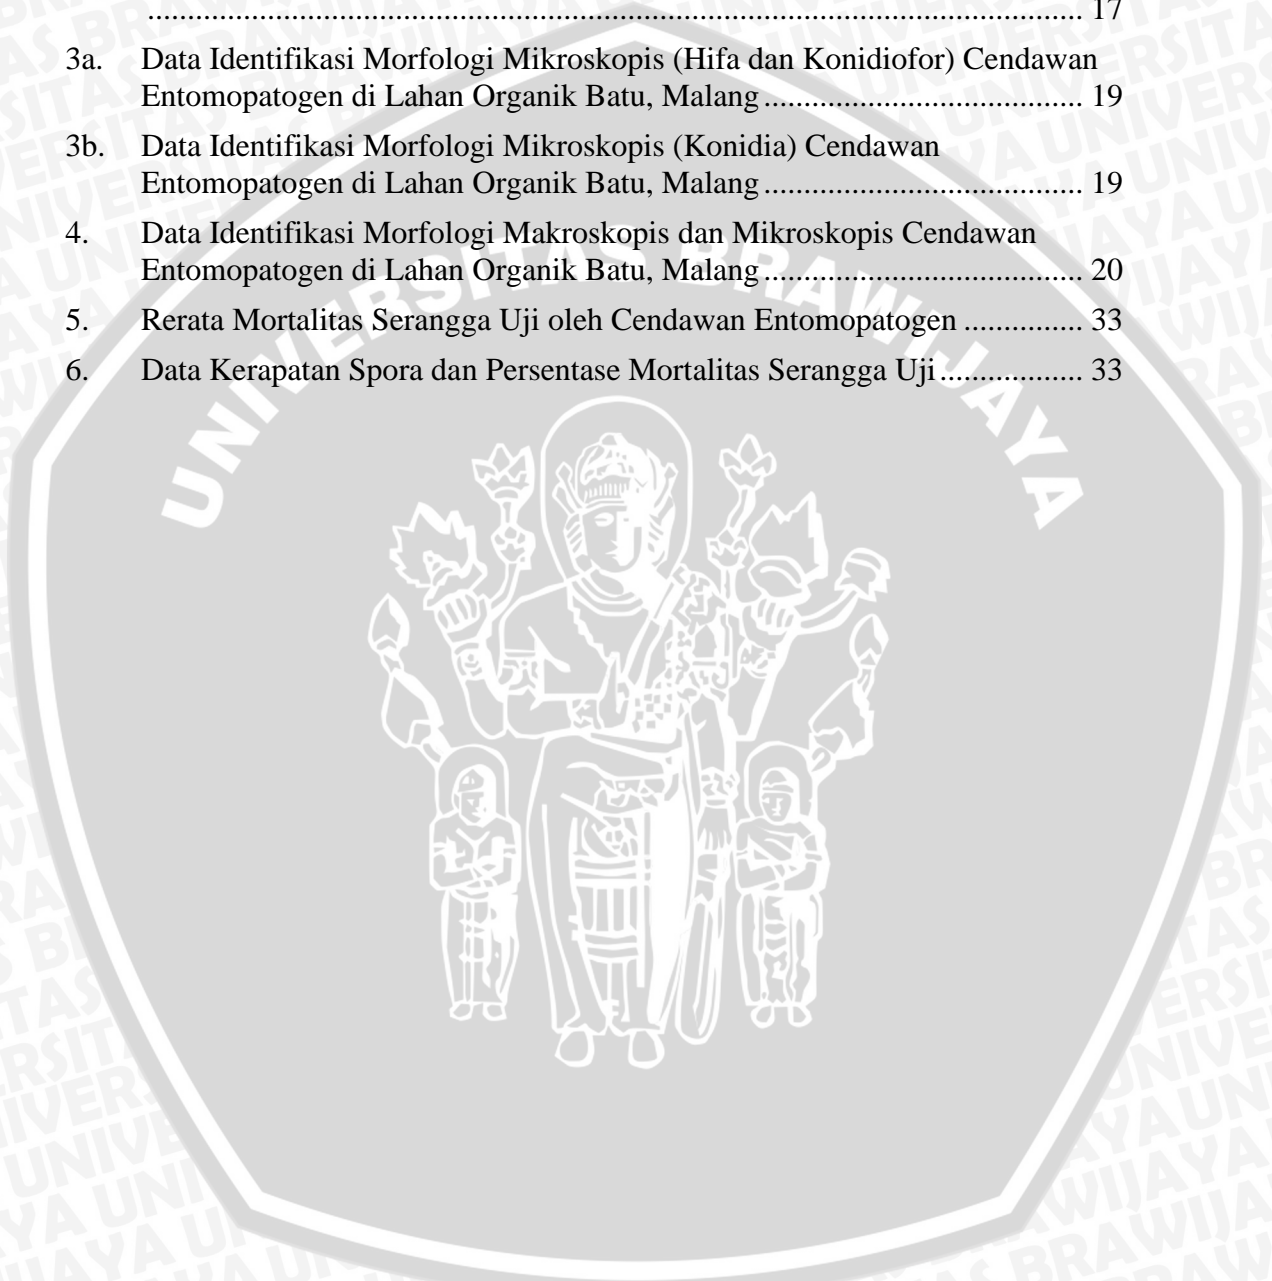 ........................................................................................................................ 17
3a. Data Identifikasi Morfologi Mikroskopis (Hifa dan Konidiofor) Cendawan
Entomopatogen di Lahan Organik Batu, Malang ........................................ 19
3b. Data Identifikasi Morfologi Mikroskopis (Konidia) Cendawan
Entomopatogen di Lahan Organik Batu, Malang ........................................ 19
4. Data Identifikasi Morfologi Makroskopis dan Mikroskopis Cendawan
Entomopatogen di Lahan Organik Batu, Malang ........................................ 20
5. Rerata Mortalitas Serangga Uji oleh Cendawan Entomopatogen ............... 33
6. Data Kerapatan Spora dan Persentase Mortalitas Serangga Uji .................. 33
UNIVERSITAS BRAWIJAYA